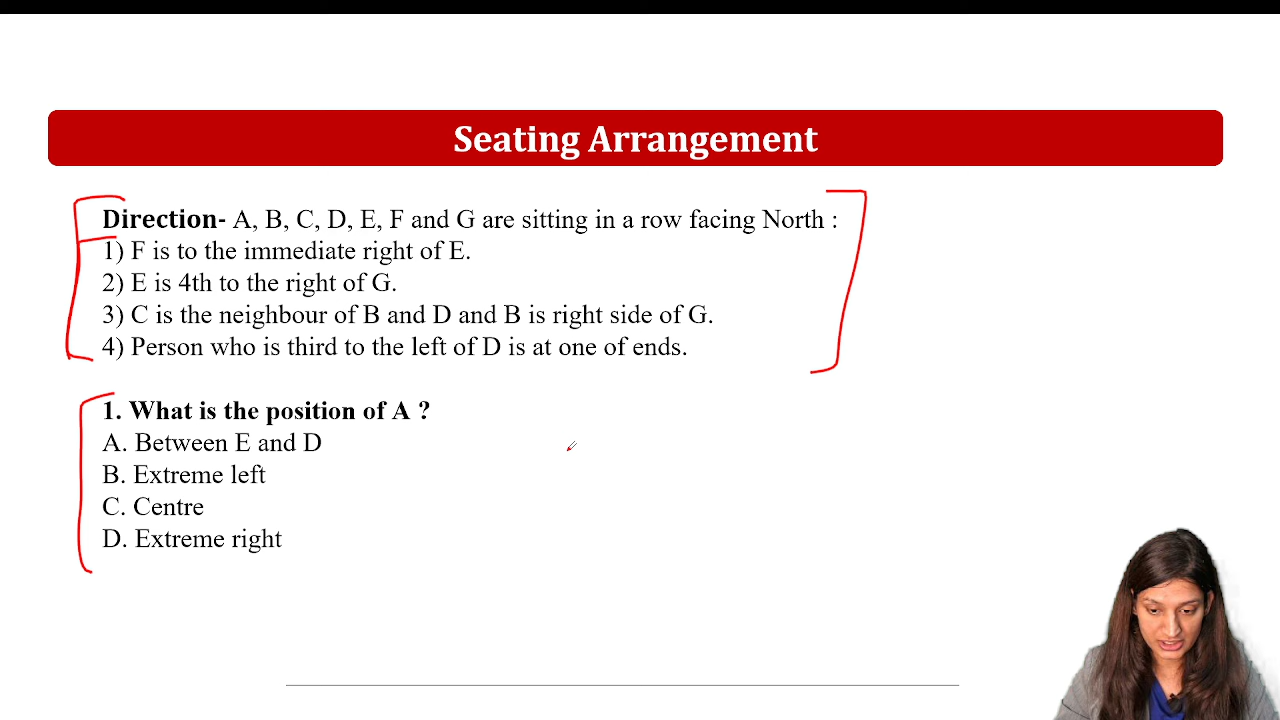 Seating Arrangement
Direction- A, B, C, D, E, F and G are sitting in a row facing North :
1) F is to the immediate right of E.
2) E is 4th to the right of G.
3) C is the neighbour of B and D and B is right side of G.
4) Person who is third to the left of D is at one of ends.
1. What is the position of A ?
A. Between E and D
B. Extreme left
C. Centre
D. Extreme right